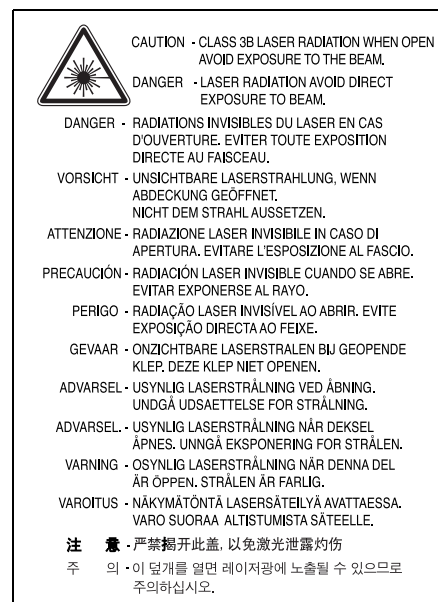 CAUTION - CLASS 3B LASER RADIATION WHEN OPEN
AVOID EXPOSURE TO THE BEAM.
DANGER - LASER RADIATION AVOID DIRECT
EXPOSURE TO BEAM.
DANGER - RADIATIONS INVISIBLES DU LASER EN CAS
D'OUVERTURE. EVITER TOUTE EXPOSITION
DIRECTE AU FAISCEAU.
VORSICHT - UNSICHTBARE LASERSTRAHLUNG, WENN
ABDECKUNG GEÖFFNET.
NICHT DEM STRAHL AUSSETZEN.
ATTENZIONE - RADIAZIONE LASER INVISIBILE IN CASO DI
APERTURA. EVITARE L'ESPOSIZIONE AL FASCIO.
PRECAUCIÓN - RADIACIÓN LASER INVISIBLE CUANDO SE ABRE.
EVITAR EXPONERSE AL RAYO.
PERIGO - RADIAÇÃO LASER INVISÍVEL AO ABRIR. EVITE
EXPOSIÇÃO DIRECTA AO FEIXE.
GEVAAR - ONZICHTBARE LASERSTRALEN BIJ GEOPENDE
KLEP. DEZE KLEP NIET OPENEN.
ADVARSEL - USYNLIG LASERSTRÅLNING VED ÅBNING.
UNDGÅ UDSAETTELSE FOR STRÅLNING.
ADVARSEL. - USYNLIG LASERSTRÅLNING NÅR DEKSEL
ÅPNES. UNNGÅ EKSPONERING FOR STRÅLEN.
VARNING - OSYNLIG LASERSTRÅLNING NÄR DENNA DEL
ÄR ÖPPEN. STRÅLEN ÄR FARLIG.
VAROITUS - NÄKYMÄTÖNTÄ LASERSÄTEILYÄ AVATTAESSA.
VARO SUORAA ALTISTUMISTA SÄTEELLE.
注 意 - 严禁揭开此盖, 以免激光泄露灼伤
주 의 - 이 덮개를 열면 레이저광에 노출될 수 있으므로
주의하십시오.